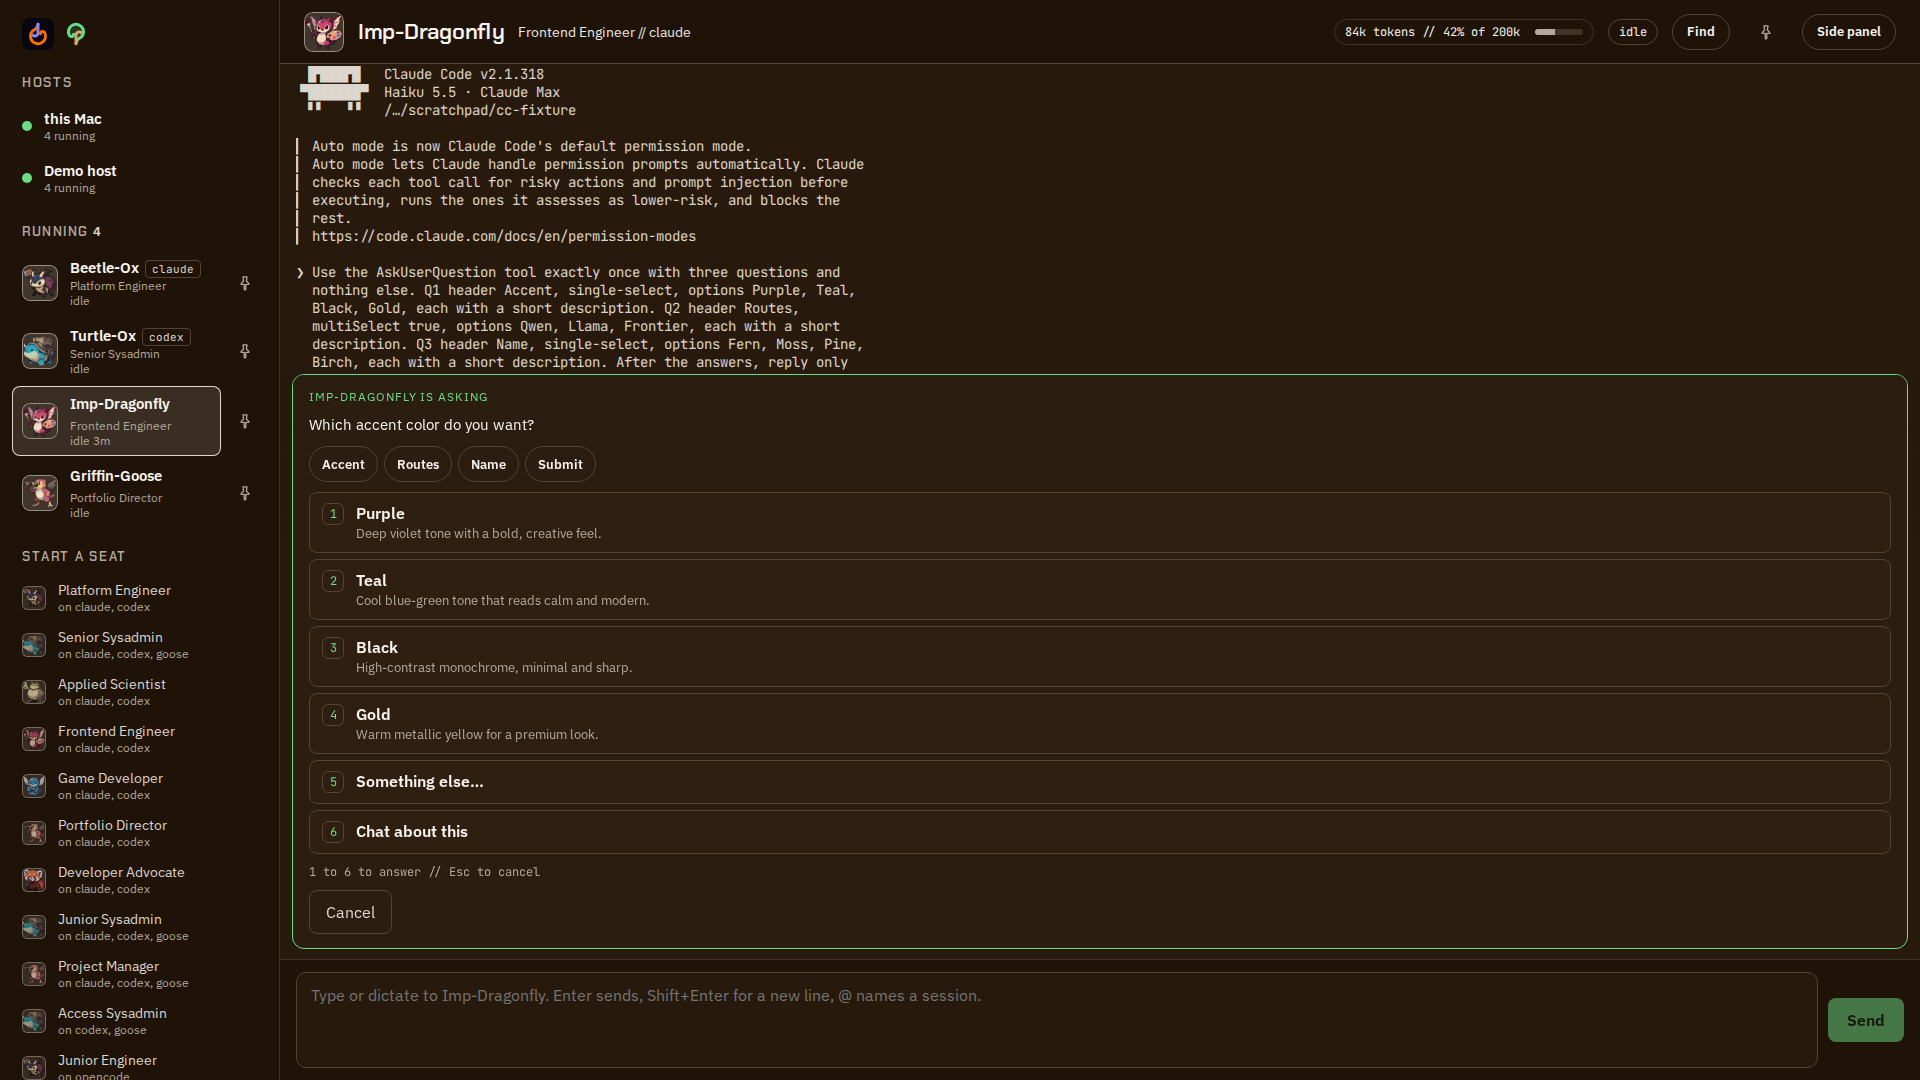 HOSTS
this Mac
4 running
Demo host
4 running
RUNNING 4
Beetle-Ox claude
Platform Engineer
idle
Turtle-Ox codex
Senior Sysadmin
idle
Imp-Dragonfly
Frontend Engineer
idle 3m
Griffin-Goose
Portfolio Director
idle
START A SEAT
Platform Engineer
on claude, codex
Senior Sysadmin
on claude, codex, goose
Applied Scientist
on claude, codex
Frontend Engineer
on claude, codex
Game Developer
on claude, codex
Portfolio Director
on claude, codex
Developer Advocate
on claude, codex
Junior Sysadmin
on claude, codex, goose
Project Manager
on claude, codex, goose
Access Sysadmin
on codex, goose
Junior Engineer
on opencode
Imp-Dragonfly Frontend Engineer // claude
84k tokens // 42% of 200k
idle
Find
Side panel
Claude Code v2.1.318
Haiku 5.5 · Claude Max
/…/scratchpad/cc-fixture
Auto mode is now Claude Code's default permission mode.
Auto mode lets Claude handle permission prompts automatically. Claude
checks each tool call for risky actions and prompt injection before
executing, runs the ones it assesses as lower-risk, and blocks the
rest.
https://code.claude.com/docs/en/permission-modes
❯ Use the AskUserQuestion tool exactly once with three questions and
nothing else. Q1 header Accent, single-select, options Purple, Teal,
Black, Gold, each with a short description. Q2 header Routes,
multiSelect true, options Qwen, Llama, Frontier, each with a short
description. Q3 header Name, single-select, options Fern, Moss, Pine,
Birch, each with a short description. After the answers, reply only
IMP-DRAGONFLY IS ASKING
Which accent color do you want?
Accent Routes Name Submit
1 Purple
Deep violet tone with a bold, creative feel.
2 Teal
Cool blue-green tone that reads calm and modern.
3 Black
High-contrast monochrome, minimal and sharp.
4 Gold
Warm metallic yellow for a premium look.
5 Something else...
6 Chat about this
1 to 6 to answer // Esc to cancel
Cancel
Type or dictate to Imp-Dragonfly. Enter sends, Shift+Enter for a new line, @ names a session.
Send